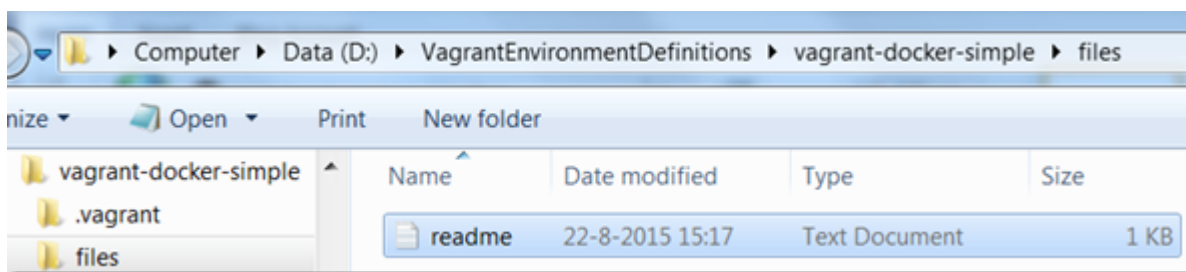 Computer Data (D:) VagrantEnvironmentDefinitions vagrant-docker-simple files
nize Open Print New folder
vagrant-docker-simple Name Date modified Type Size
.vagrant
readme 22-8-2015 15:17 Text Document 1 KB
files